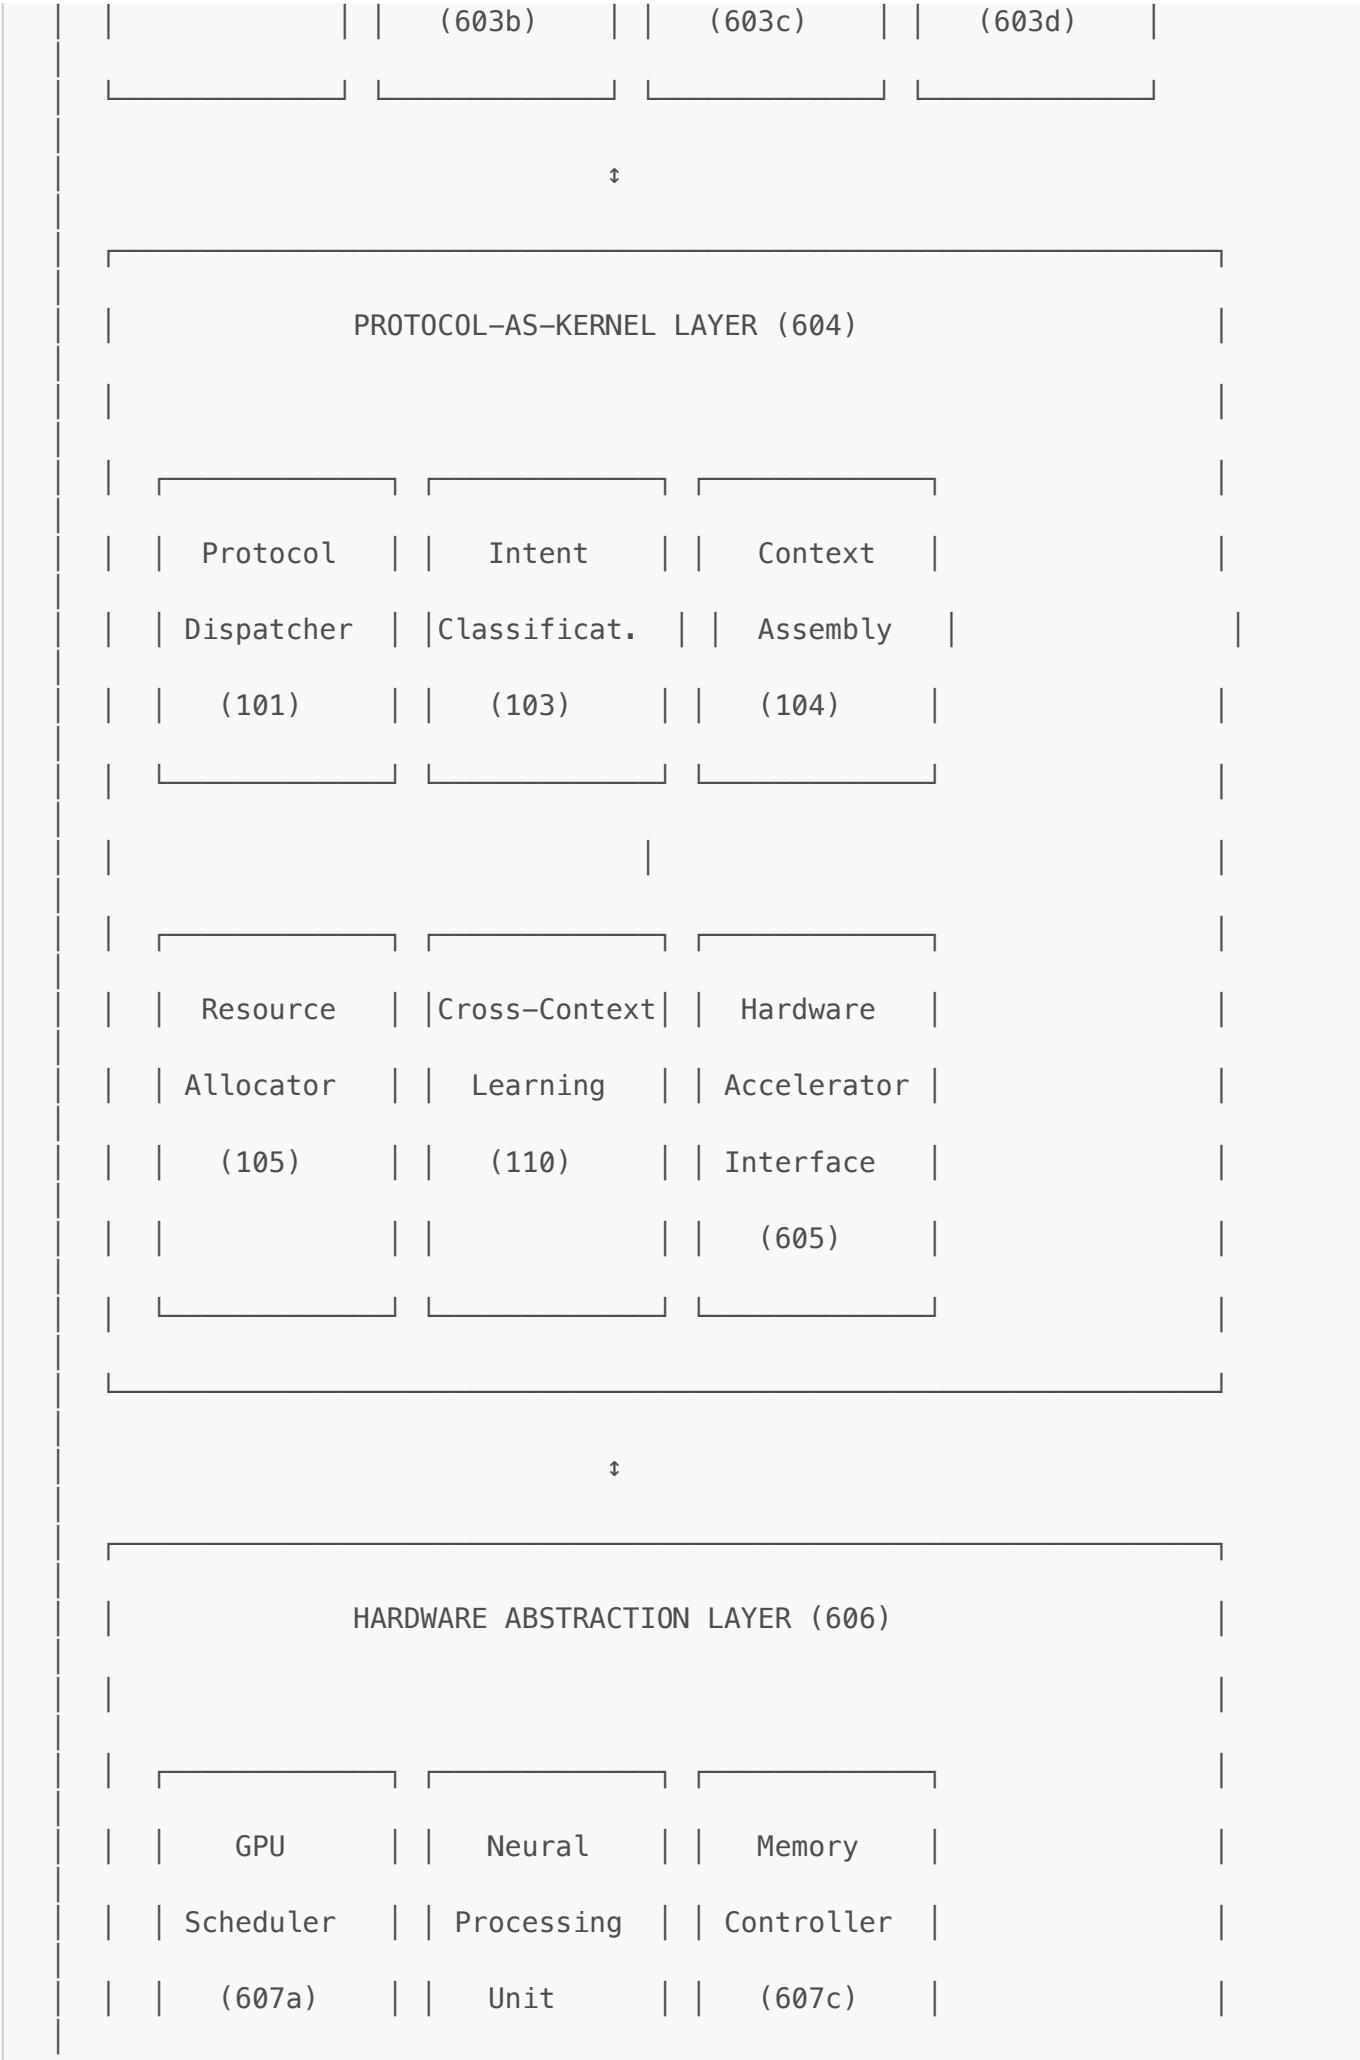 (603b) (603c) (603d)
↕
PROTOCOL–AS–KERNEL LAYER (604)
Protocol Intent Context
Dispatcher Classificat. Assembly
(101) (103) (104)
Resource Cross–Context Hardware
Allocator Learning Accelerator
(105) (110) Interface
(605)
↕
HARDWARE ABSTRACTION LAYER (606)
GPU Neural Memory
Scheduler Processing Controller
(607a) Unit (607c)